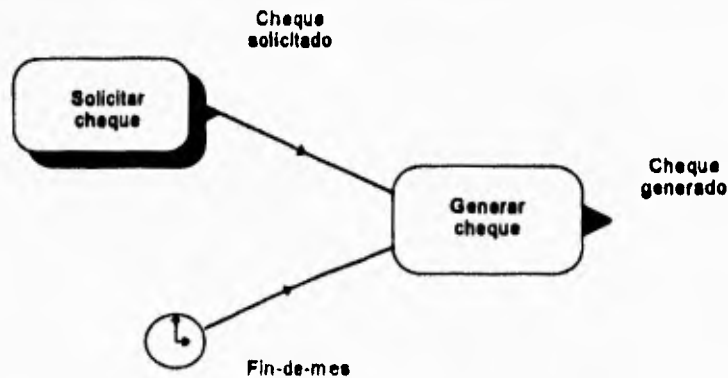 Cheque
solicitado
Solicitar
cheque
Cheque
generado
Generar
cheque
Fin-de-mes